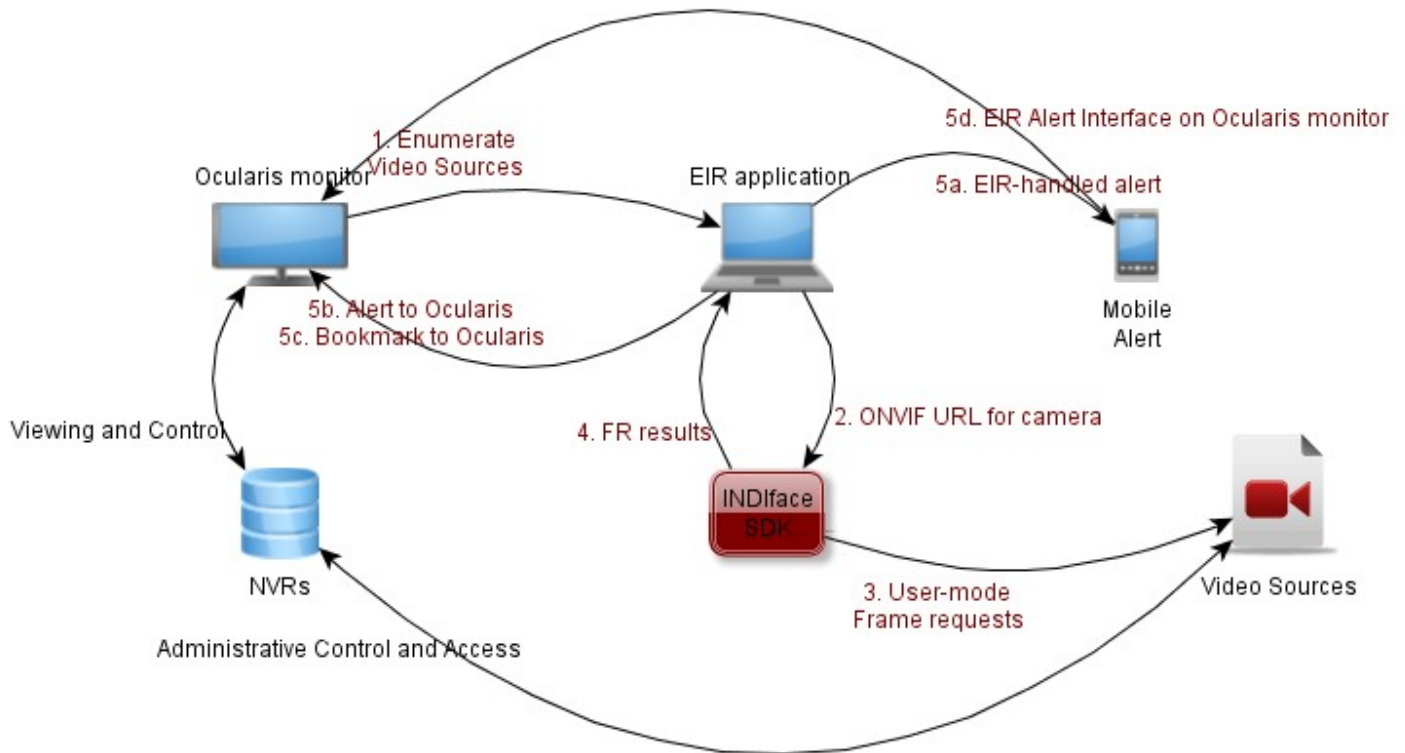 5d. EIR Alert Interface on Ocularis monitor
1. Enumerate
Video Sources
Ocularis monitor
EIR application
5a. EIR-handled alert
5b. Alert to Ocularis
5c. Bookmark to Ocularis
Mobile
Alert
Viewing and Control
4. FR results
2. ONVIF URL for camera
INDIface
SDK
NVRs
3. User-mode
Frame requests
Video Sources
Administrative Control and Access